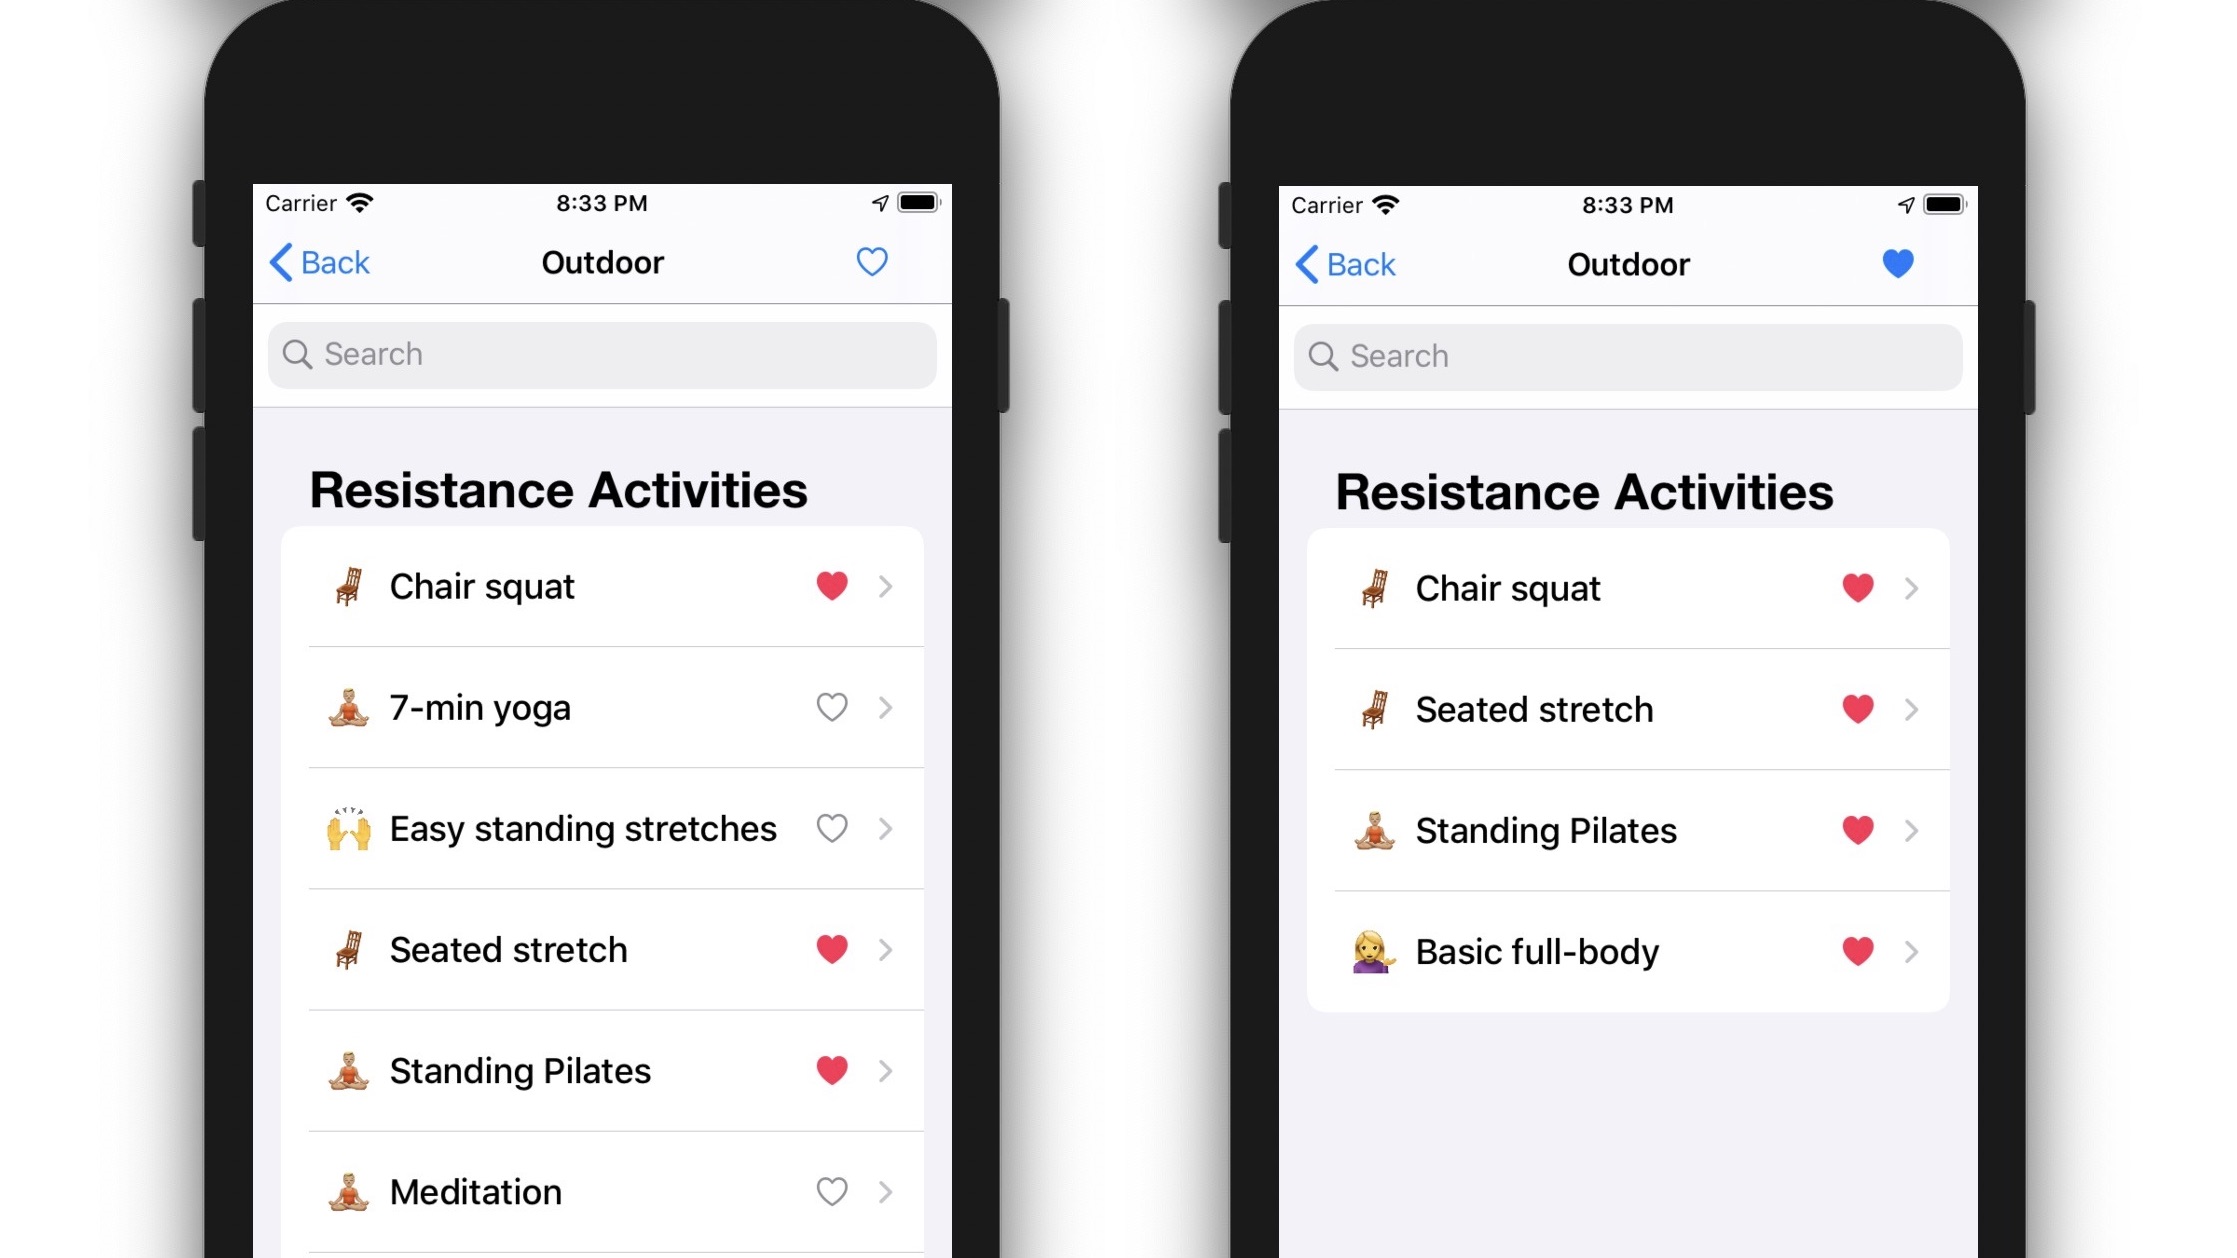 Carrier 8:33 PM
Back Outdoor
Search
Resistance Activities
Chair squat
7-min yoga
Easy standing stretches
Seated stretch
Standing Pilates
Meditation
Carrier 8:33 PM
Back Outdoor
Search
Resistance Activities
Chair squat
Seated stretch
Standing Pilates
Basic full-body